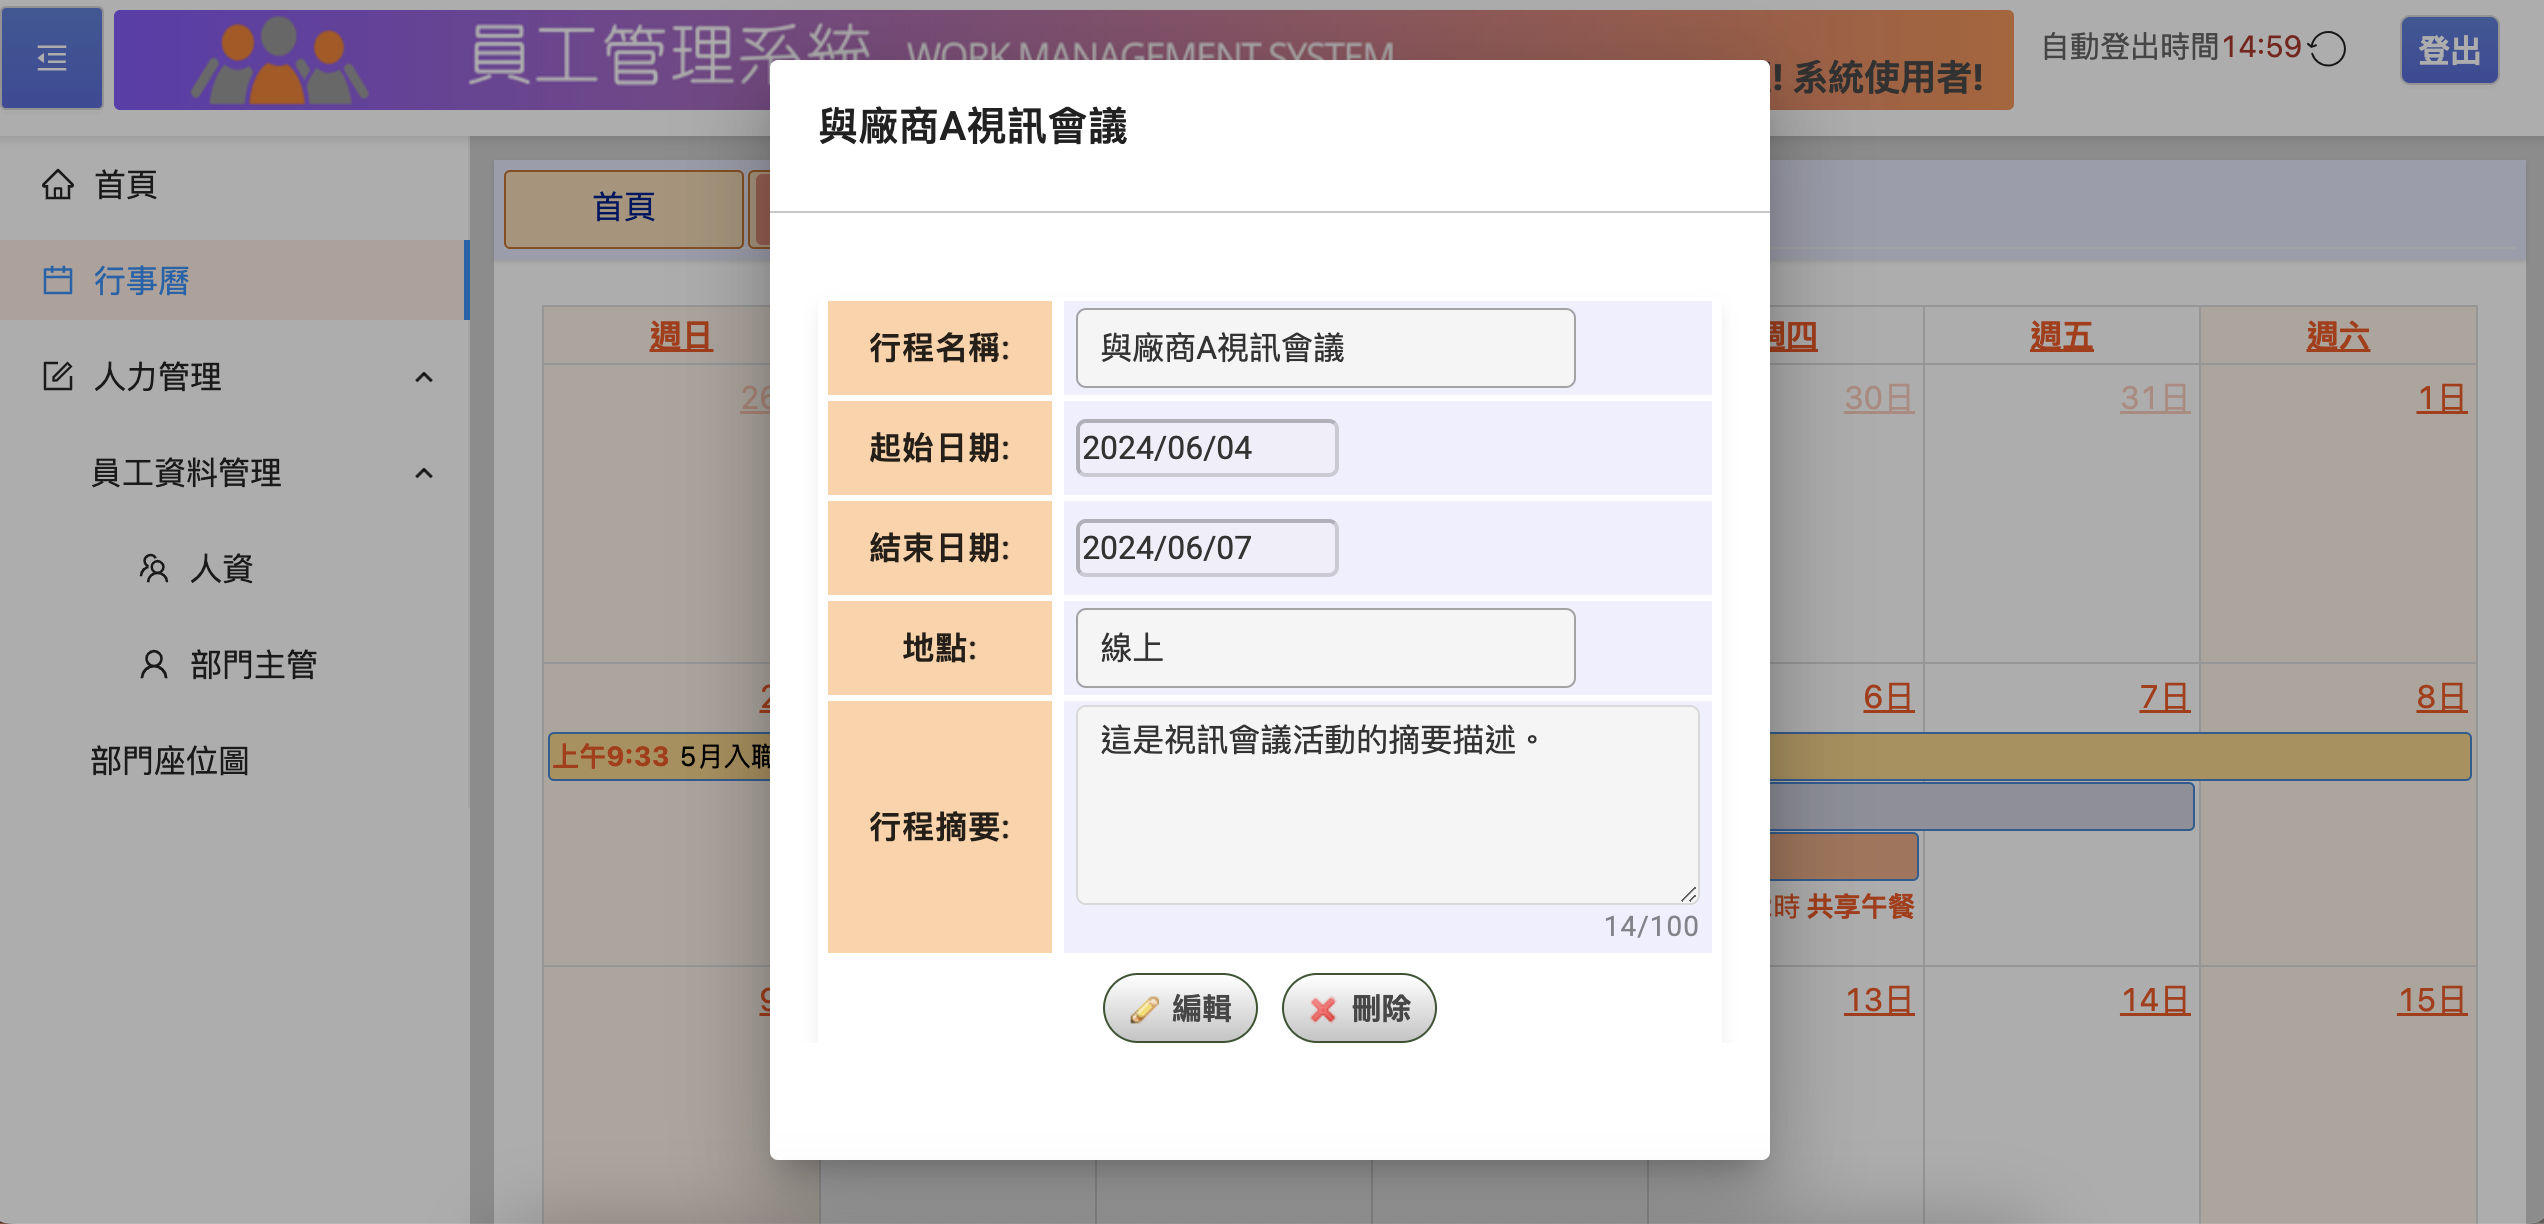 員工管理系統 WORK MANAGEMENT SYSTEM
! 系統使用者!
自動登出時間14:59
登出
首頁
行事曆
人力管理
員工資料管理
人資
部門主管
部門座位圖
首頁
與廠商A視訊會議
行程名稱: 與廠商A視訊會議
起始日期: 2024/06/04
結束日期: 2024/06/07
地點: 線上
行程摘要: 這是視訊會議活動的摘要描述。
14/100
編輯 刪除
週日 週四 週五 週六
26 30日 31日 1日
6日 7日 8日
上午9:33 5月入職
時 共享午餐
13日 14日 15日